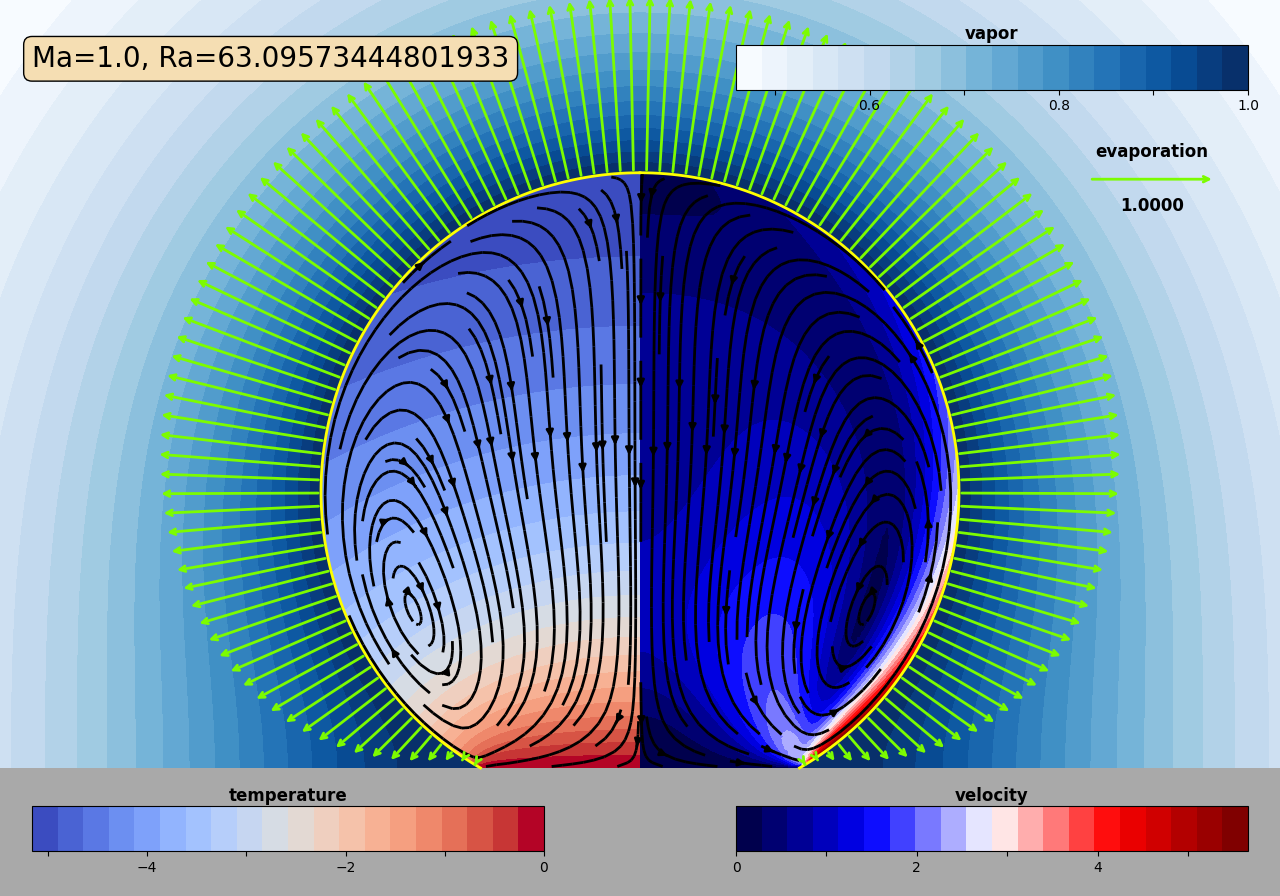 Ma=1.0, Ra=63.09573444801933
vapor
0.6 0.8 1.0
evaporation
1.0000
temperature
−4 −2 0
velocity
0 2 4